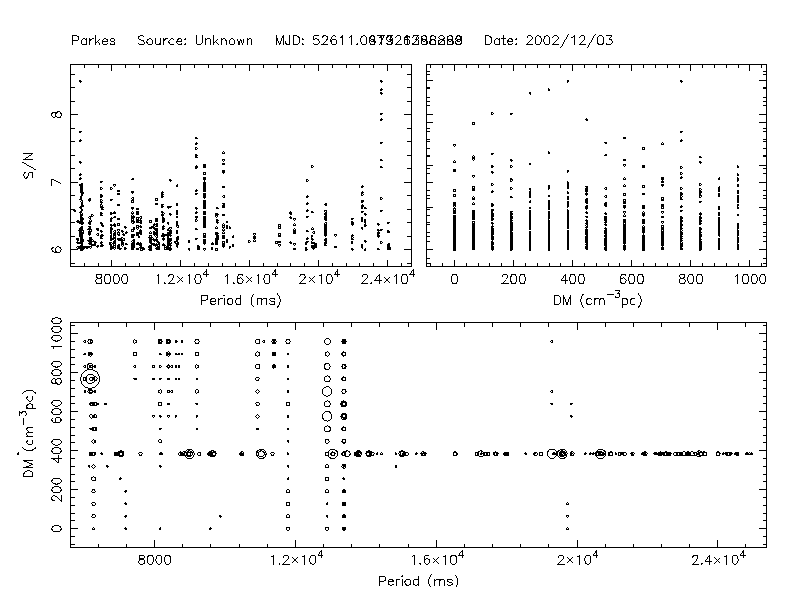 Parkes Source: Unknown MJD: Date: 2002/12/03
S/N
8
7
6
8000 1.2×10⁴ 1.6×10⁴ 2×10⁴ 2.4×10⁴
Period (ms)
0 200 400 600 800 1000
DM (cm⁻³pc)
DM (cm⁻³pc)
1000
800
600
400
200
0
8000 1.2×10⁴ 1.6×10⁴ 2×10⁴ 2.4×10⁴
Period (ms)